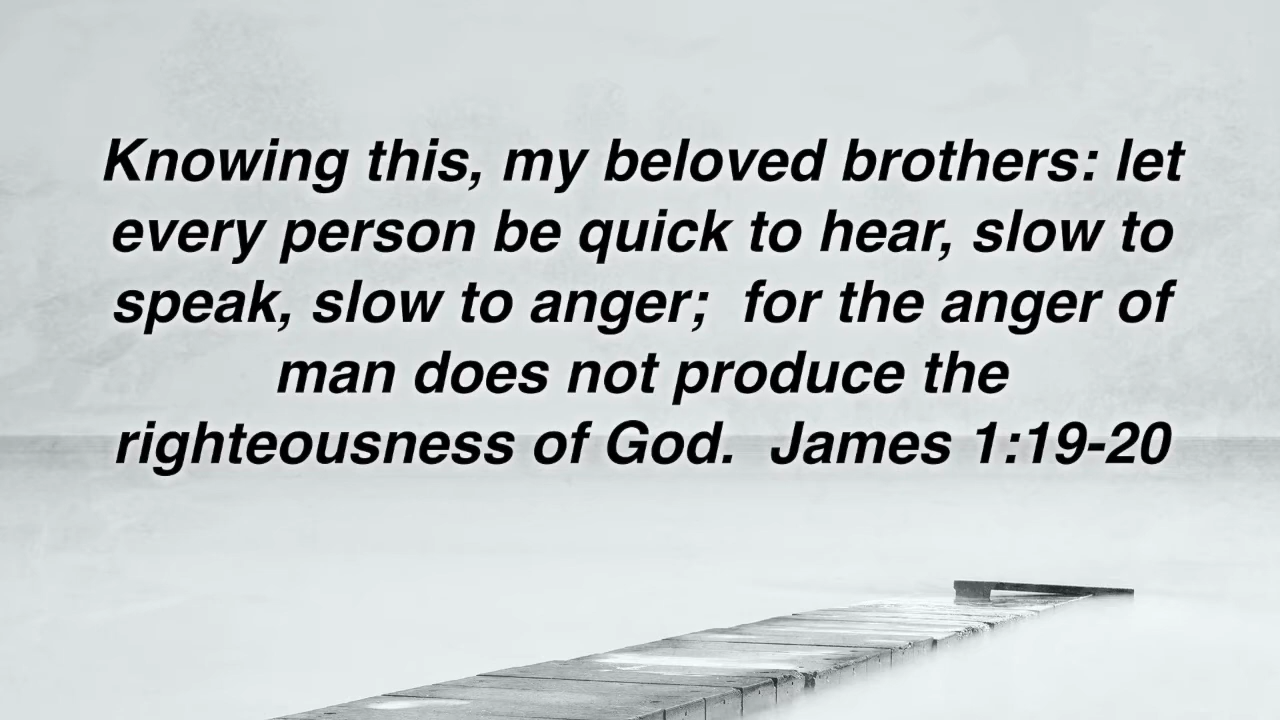 Knowing this, my beloved brothers: let
every person be quick to hear, slow to
speak, slow to anger;  for the anger of
man does not produce the
righteousness of God.  James 1:19-20